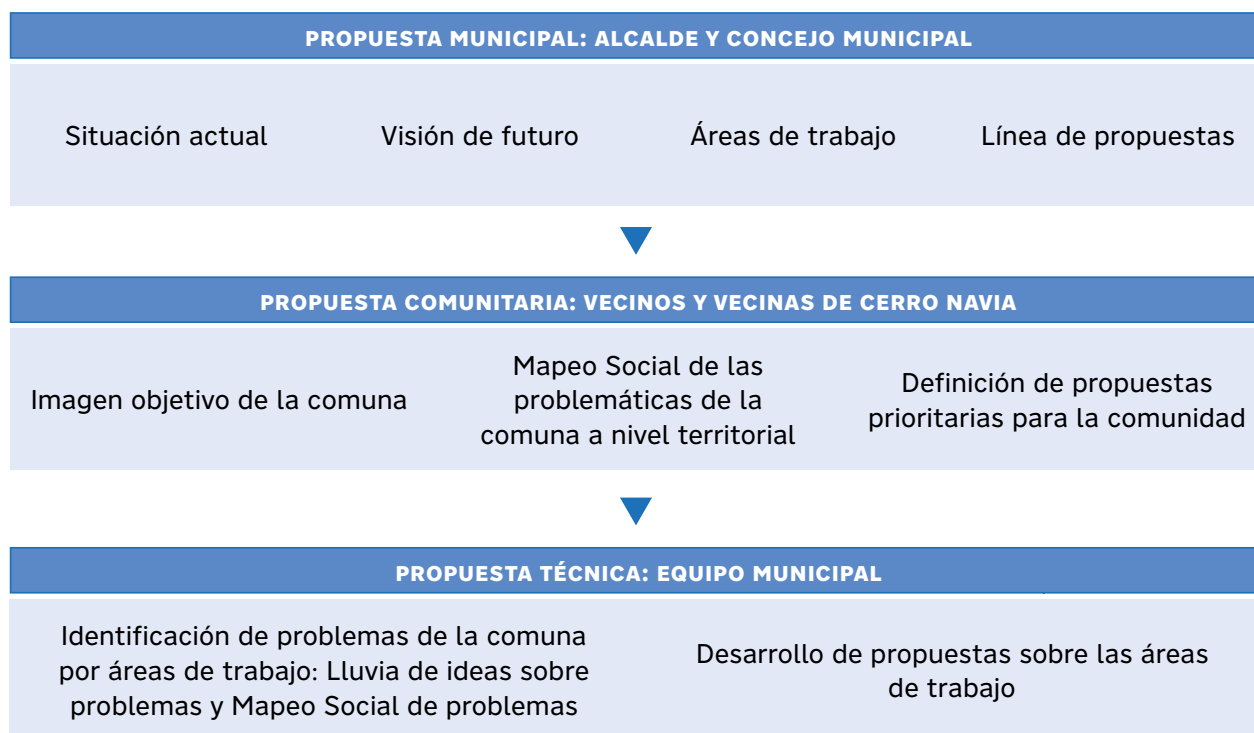 PROPUESTA MUNICIPAL: ALCALDE Y CONCEJO MUNICIPAL
Situación actual
Visión de futuro
Áreas de trabajo
Línea de propuestas
PROPUESTA COMUNITARIA: VECINOS Y VECINAS DE CERRO NAVIA
Imagen objetivo de la comuna
Mapeo Social de las
problemáticas de la
comuna a nivel territorial
Definición de propuestas
prioritarias para la comunidad
PROPUESTA TÉCNICA: EQUIPO MUNICIPAL
Identificación de problemas de la comuna
por áreas de trabajo: Lluvia de ideas sobre
problemas y Mapeo Social de problemas
Desarrollo de propuestas sobre las áreas
de trabajo